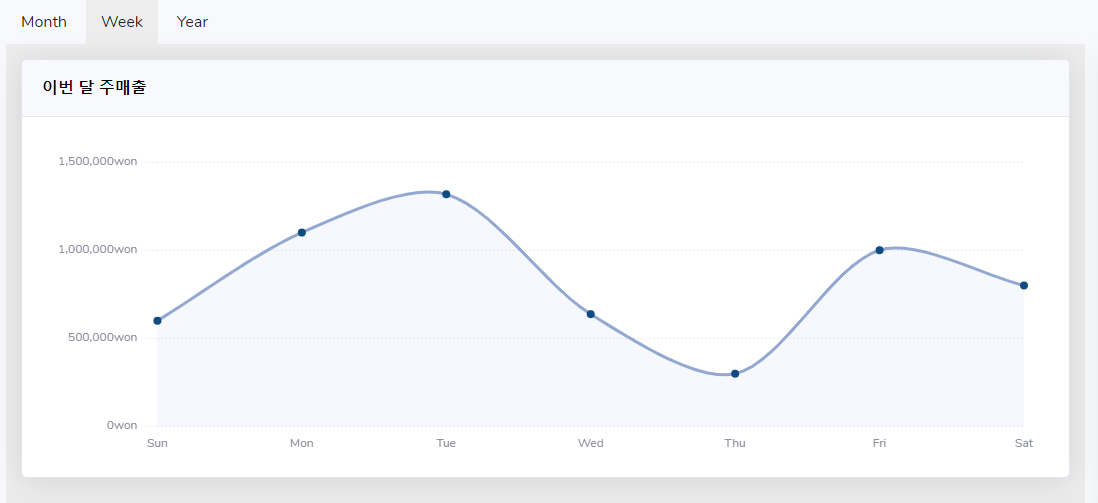 Month Week Year
이번 달 주매출
1,500,000won
1,000,000won
500,000won
0won
Sun Mon Tue Wed Thu Fri Sat